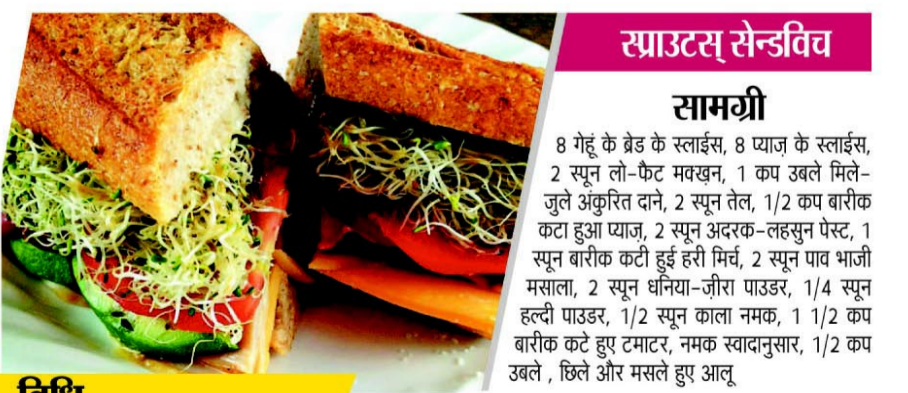 स्प्राउटस् सेन्डविच
सामग्री
8 गेहूं के ब्रेड के स्लाईस, 8 प्याज़ के स्लाईस,
2 स्पून लो-फैट मक्ख़न, 1 कप उबले मिले-
जुले अंकुरित दाने, 2 स्पून तेल, 1/2 कप बारीक
कटा हुआ प्याज़, 2 स्पून अदरक-लहसुन पेस्ट, 1
स्पून बारीक कटी हुई हरी मिर्च, 2 स्पून पाव भाजी
मसाला, 2 स्पून धनिया-ज़ीरा पाउडर, 1/4 स्पून
हल्दी पाउडर, 1/2 स्पून काला नमक, 1 1/2 कप
बारीक कटे हुए टमाटर, नमक स्वादानुसार, 1/2 कप
उबले , छिले और मसले हुए आलू
विधि